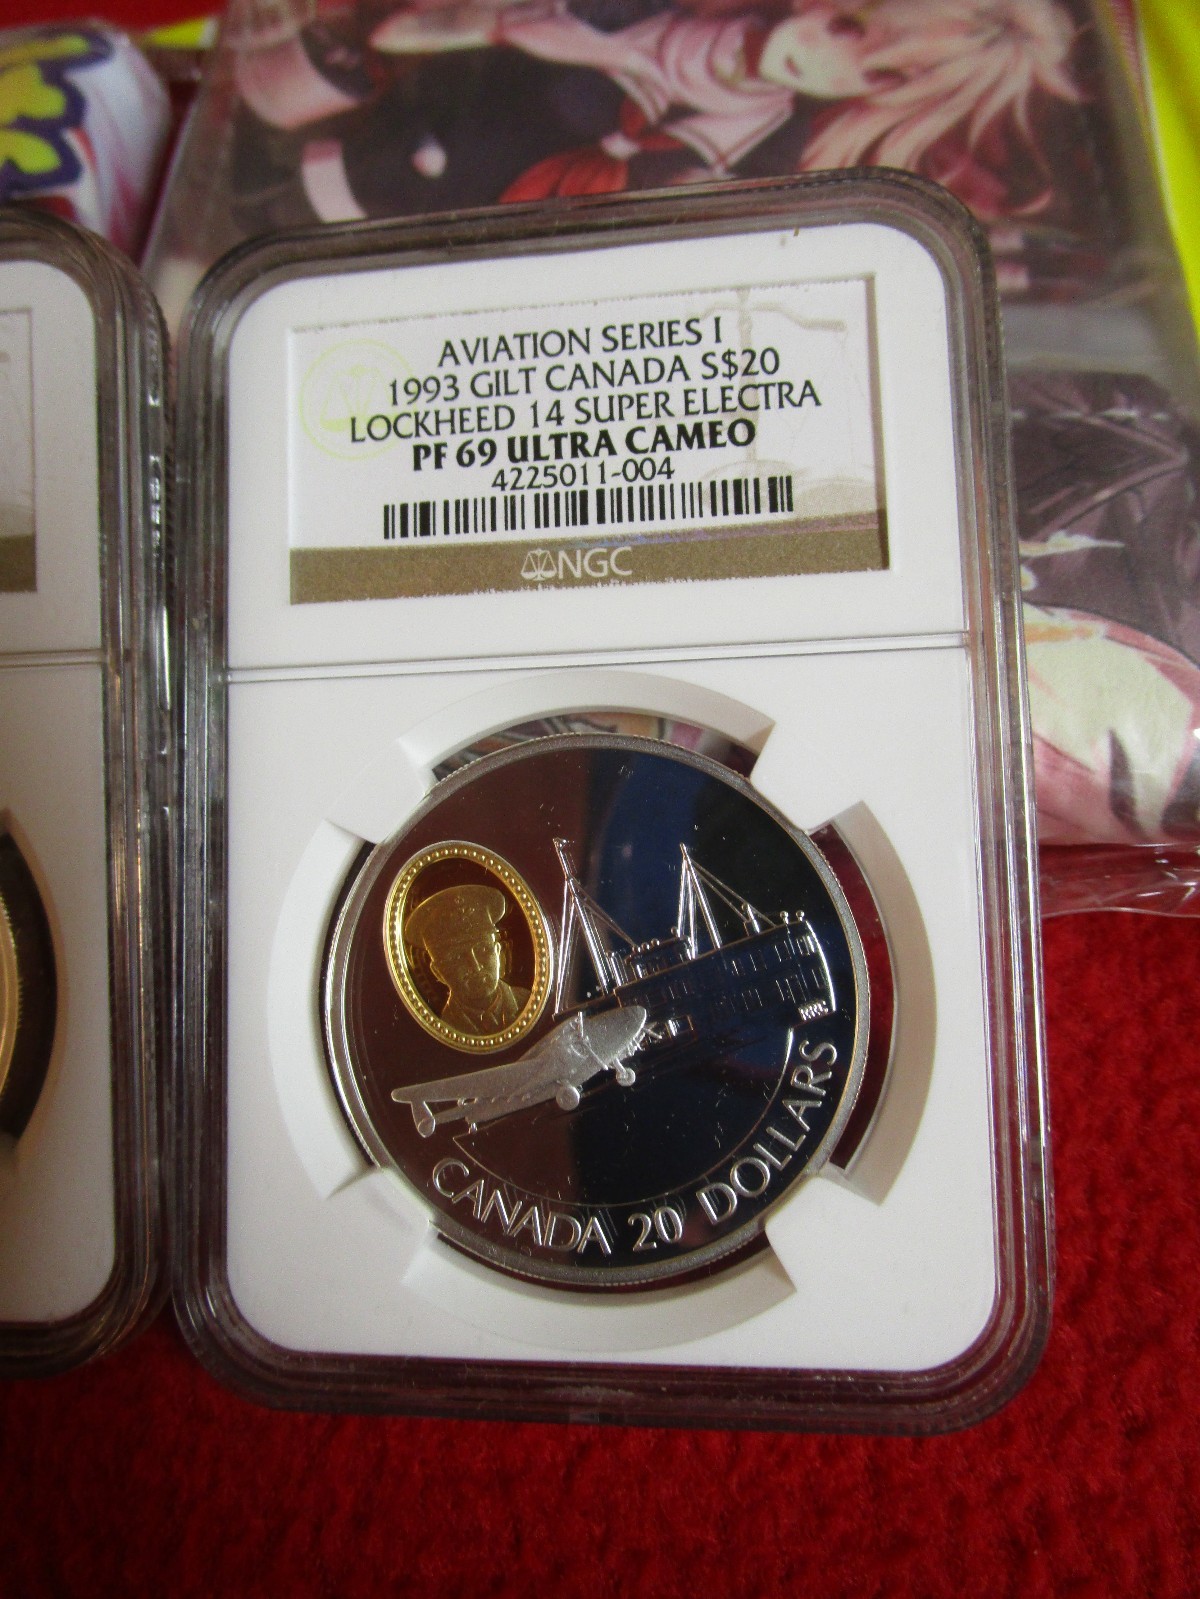 AVIATION SERIES I
1993 GILT CANADA S$20
LOCKHEED 14 SUPER ELECTRA
PF 69 ULTRA CAMEO
4225011-004
NGC
CANADA 20 DOLLARS